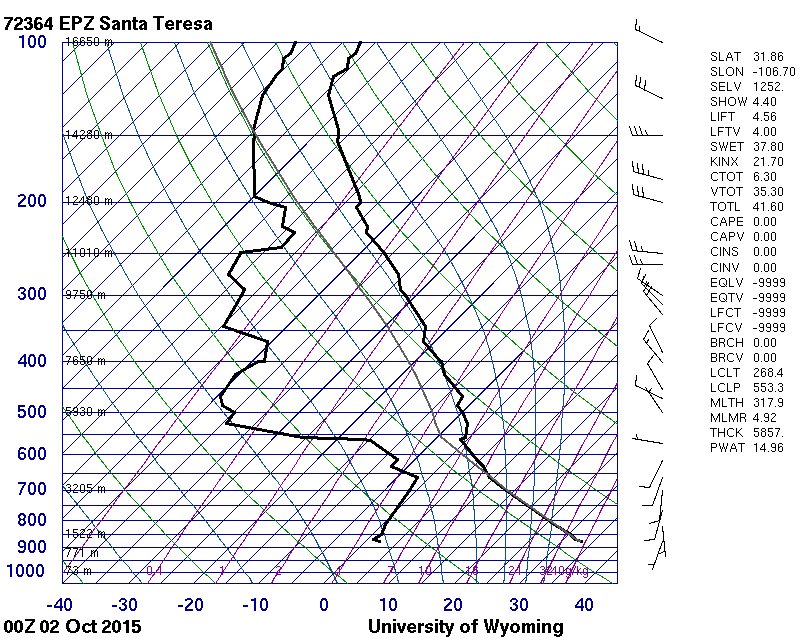 72364 EPZ Santa Teresa
100
16650 m
14230 m
200
12430 m
11010 m
300
9750 m
400
7650 m
500
5930 m
600
700
3205 m
800
1522 m
900
771 m
1000
73 m 0.4 1 2 4 7 10 16 24 32 40g/kg
-40 -30 -20 -10 0 10 20 30 40
00Z 02 Oct 2015
University of Wyoming
SLAT 31.86
SLON -106.70
SELV 1252.
SHOW 4.40
LIFT 4.56
LFTV 4.00
SWET 37.80
KINX 21.70
CTOT 6.30
VTOT 35.30
TOTL 41.60
CAPE 0.00
CAPV 0.00
CINS 0.00
CINV 0.00
EQLV -9999
EQTV -9999
LFCT -9999
LFCV -9999
BRCH 0.00
BRCV 0.00
LCLT 268.4
LCLP 553.3
MLTH 317.9
MLMR 4.92
THCK 5857.
PWAT 14.96